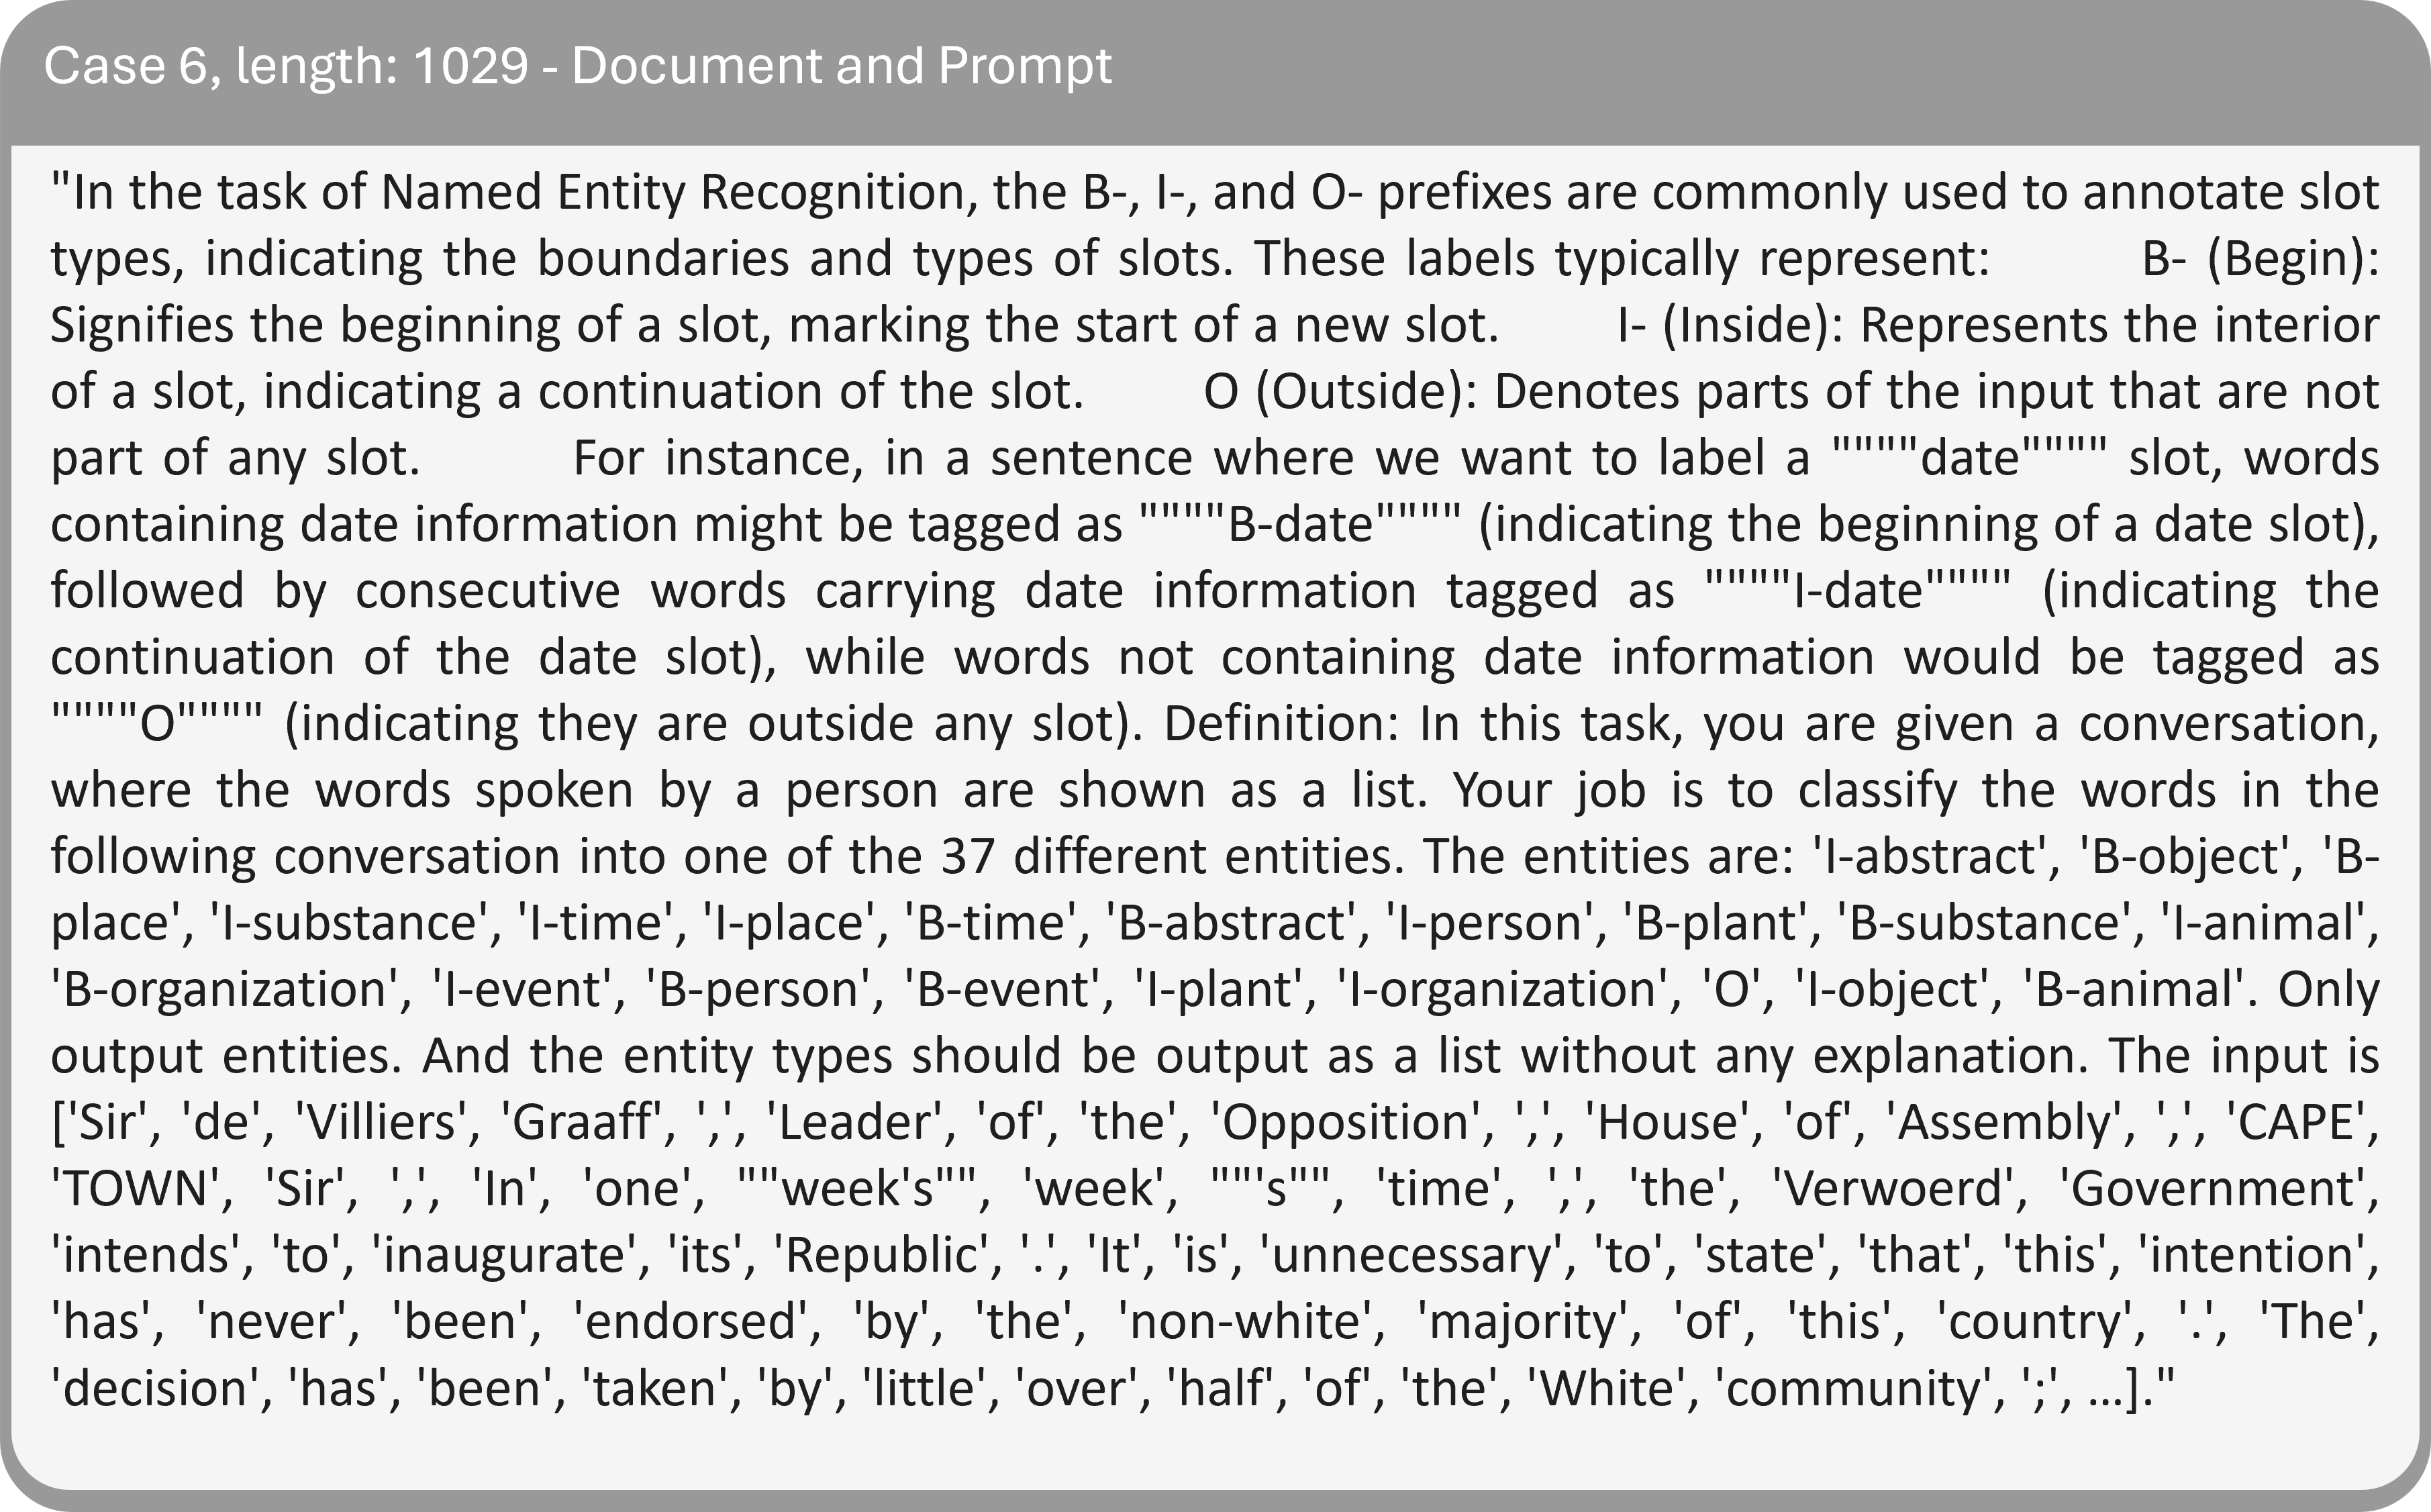 Case 6, length: 1029 - Document and Prompt
"In the task of Named Entity Recognition, the B-, I-, and O- prefixes are commonly used to annotate slot
types, indicating the boundaries and types of slots. These labels typically represent: B- (Begin):
Signifies the beginning of a slot, marking the start of a new slot. I- (Inside): Represents the interior
of a slot, indicating a continuation of the slot. O (Outside): Denotes parts of the input that are not
part of any slot. For instance, in a sentence where we want to label a """"date"""" slot, words
containing date information might be tagged as """"B-date"""" (indicating the beginning of a date slot),
followed by consecutive words carrying date information tagged as """"I-date"""" (indicating the
continuation of the date slot), while words not containing date information would be tagged as
""""O"""" (indicating they are outside any slot). Definition: In this task, you are given a conversation,
where the words spoken by a person are shown as a list. Your job is to classify the words in the
following conversation into one of the 37 different entities. The entities are: 'I-abstract', 'B-object', 'B-
place', 'I-substance', 'I-time', 'I-place', 'B-time', 'B-abstract', 'I-person', 'B-plant', 'B-substance', 'I-animal',
'B-organization', 'I-event', 'B-person', 'B-event', 'I-plant', 'I-organization', 'O', 'I-object', 'B-animal'. Only
output entities. And the entity types should be output as a list without any explanation. The input is
['Sir', 'de', 'Villiers', 'Graaff', ',', 'Leader', 'of', 'the', 'Opposition', ',', 'House', 'of', 'Assembly', ',', 'CAPE',
'TOWN', 'Sir', ',', 'In', 'one', ""week's"", 'week', ""'s"", 'time', ',', 'the', 'Verwoerd', 'Government',
'intends', 'to', 'inaugurate', 'its', 'Republic', '.', 'It', 'is', 'unnecessary', 'to', 'state', 'that', 'this', 'intention',
'has', 'never', 'been', 'endorsed', 'by', 'the', 'non-white', 'majority', 'of', 'this', 'country', '.', 'The',
'decision', 'has', 'been', 'taken', 'by', 'little', 'over', 'half', 'of', 'the', 'White', 'community', ';', ...]."